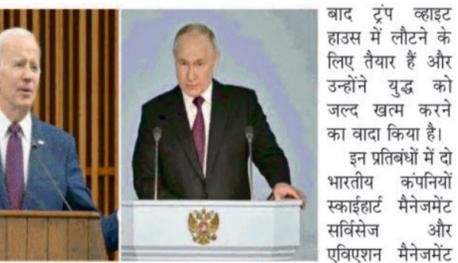 बाद ट्रंप व्हाइट
हाउस में लौटने के
लिए तैयार हैं और
उन्होंने युद्ध को
जल्द खत्म करने
का वादा किया है।
इन प्रतिबंधों में दो
भारतीय कंपनियों
स्काईहार्ट मैनेजमेंट
सर्विसेज और
एविएशन मैनेजमेंट